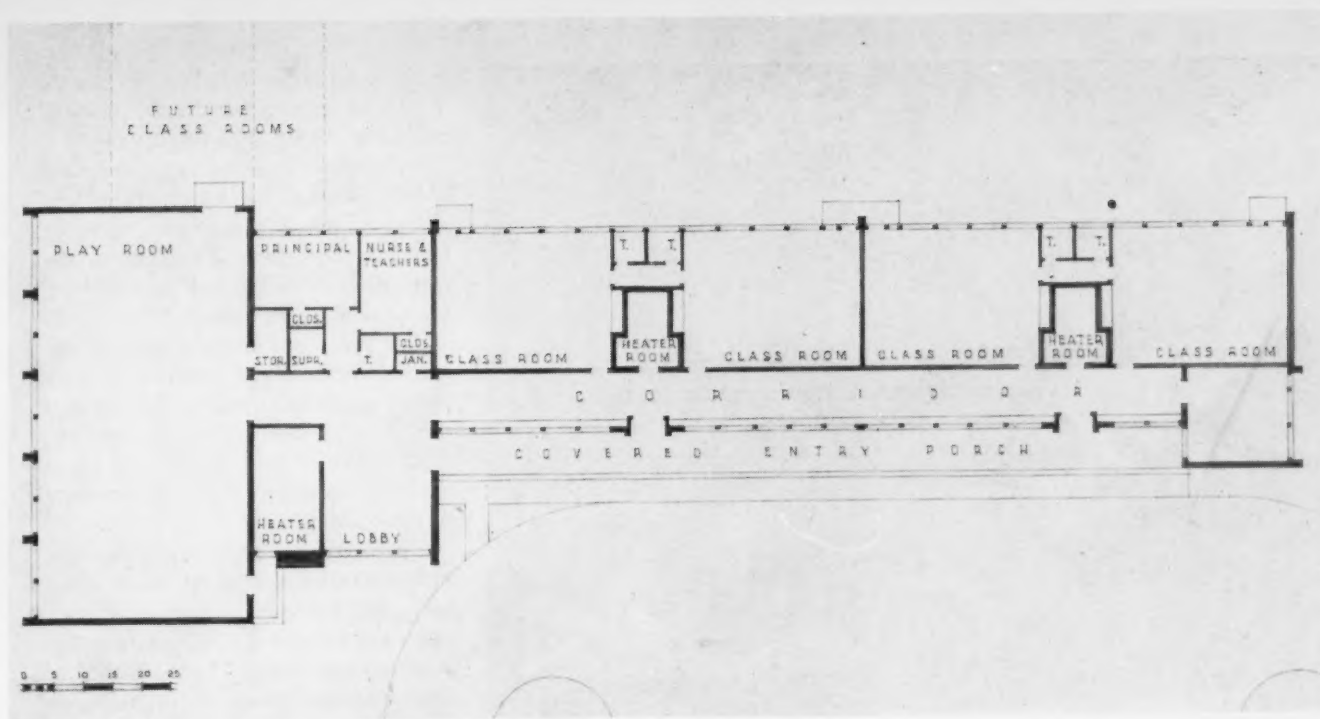 FUTURE
CLASS ROOMS
PLAY ROOM
PRINCIPAL
NURSE &
TEACHERS
T. T.
T. T.
CLOS.
STOR. SUPR. T.
CLOS.
JAN.
CLASS ROOM
HEATER
ROOM
CLASS ROOM
CLASS ROOM
HEATER
ROOM
CLASS ROOM
CORRIDOR
COVERED ENTRY PORCH
HEATER
ROOM
LOBBY
0 5 10 15 20 25